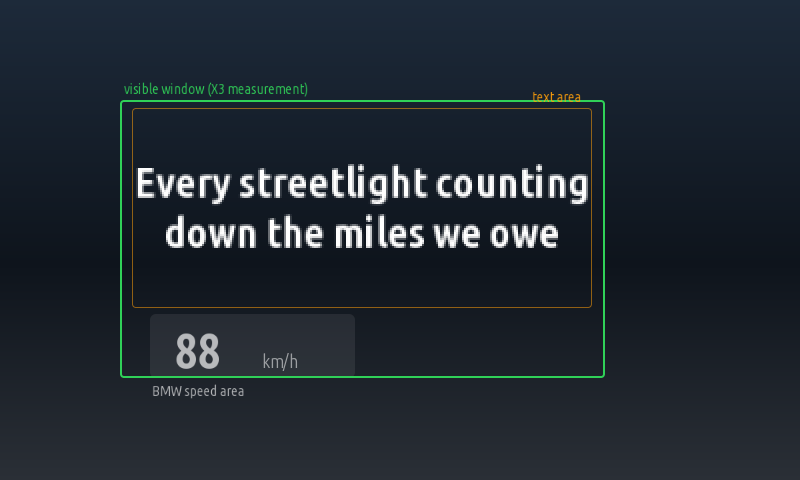 visible window (X3 measurement)
text area
Every streetlight counting
down the miles we owe
88 km/h
BMW speed area